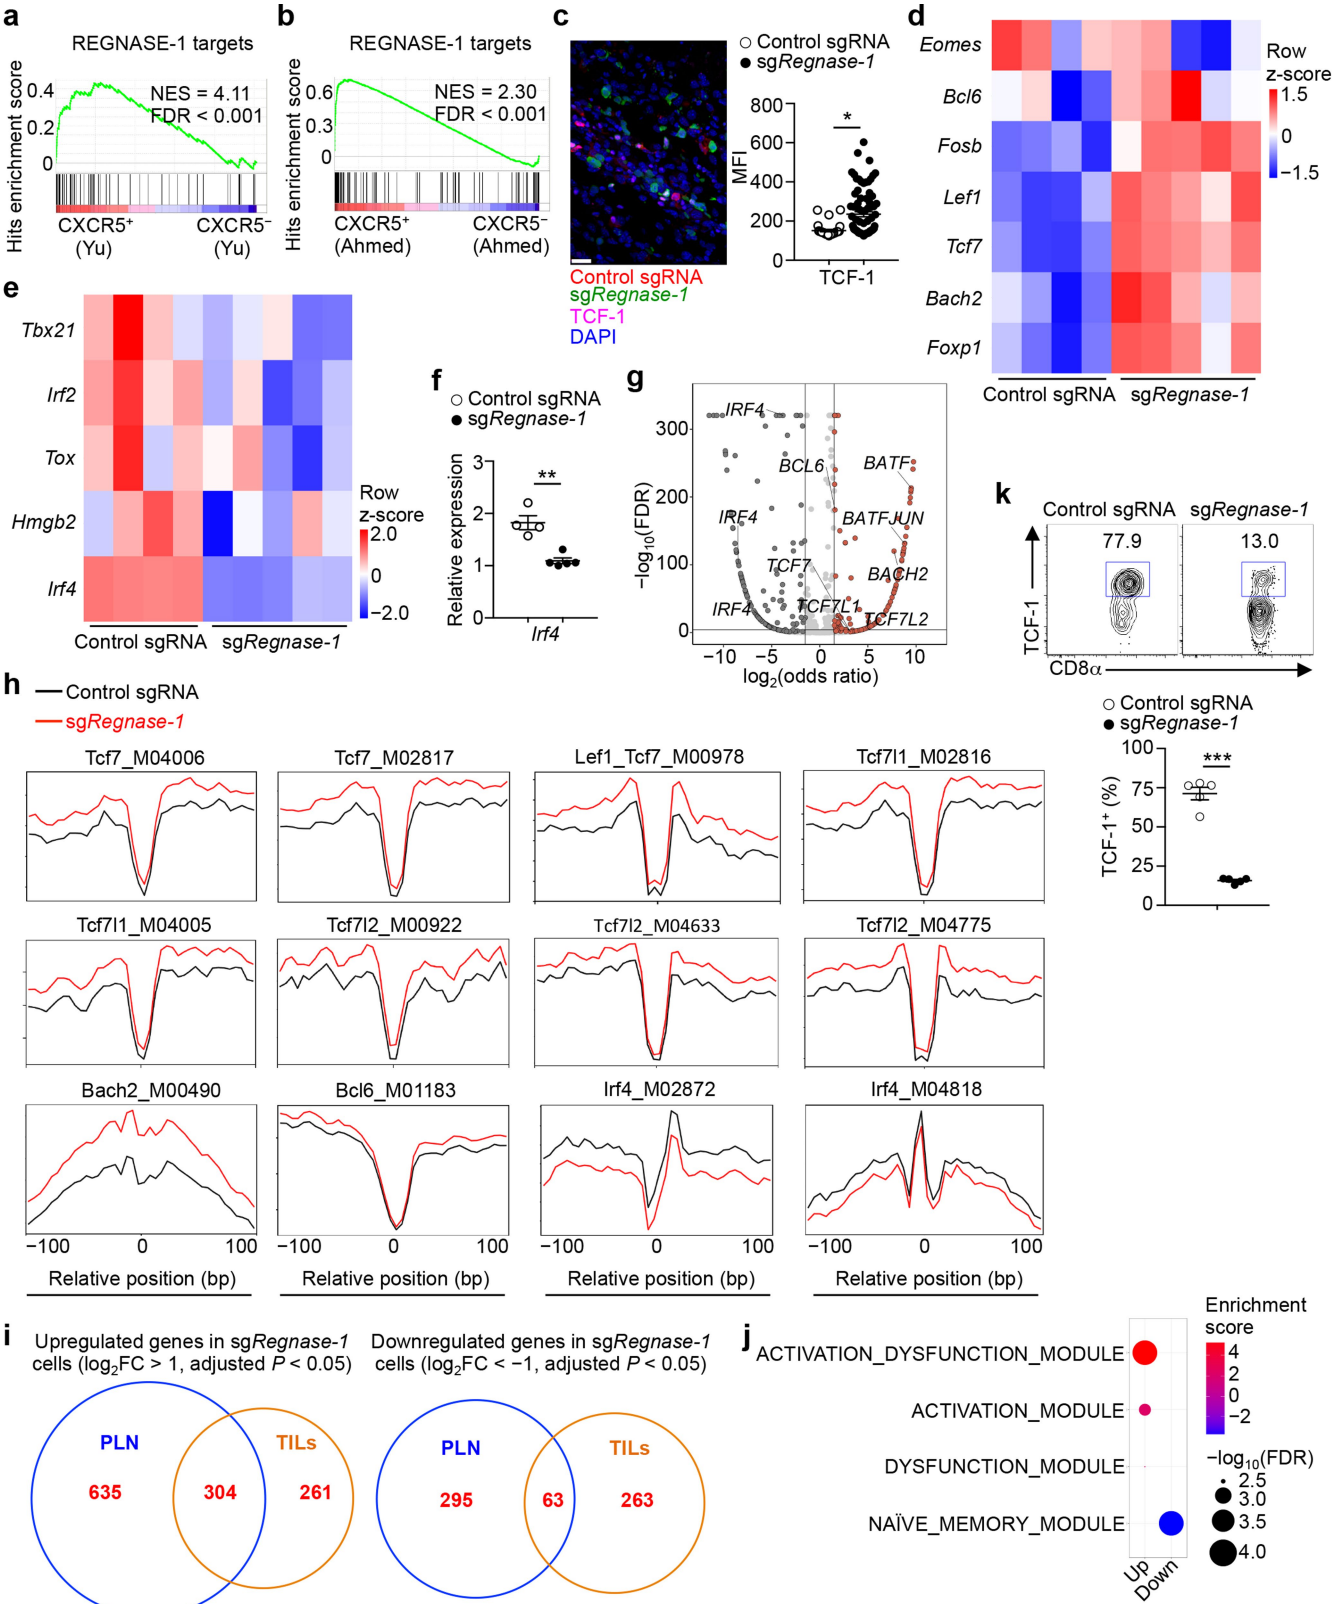 a
REGNASE-1 targets
Hits enrichment score
0.4
0.2
0
NES = 4.11
FDR < 0.001
CXCR5⁺
(Yu)
CXCR5⁻
(Yu)
b
REGNASE-1 targets
Hits enrichment score
0.6
0.3
0
NES = 2.30
FDR < 0.001
CXCR5⁺
(Ahmed)
CXCR5⁻
(Ahmed)
c
Control sgRNA
sgRegnase-1
TCF-1
DAPI
Control sgRNA
sgRegnase-1
MFI
800
600
400
200
0
*
TCF-1
d
Eomes
Bcl6
Fosb
Lef1
Tcf7
Bach2
Foxp1
Control sgRNA
sgRegnase-1
Row
z-score
1.5
0
−1.5
e
Tbx21
Irf2
Tox
Hmgb2
Irf4
Control sgRNA
sgRegnase-1
Row
z-score
2.0
0
−2.0
f
Control sgRNA
sgRegnase-1
Relative expression
3
2
1
0
**
Irf4
g
−log₁₀(FDR)
300
200
100
0
IRF4
BCL6
BATF
IRF4
BATFJUN
TCF7
BACH2
IRF4
TCF7L1
TCF7L2
−10
−5
0
5
10
log₂(odds ratio)
k
Control sgRNA
sgRegnase-1
77.9
13.0
TCF-1
CD8α
Control sgRNA
sgRegnase-1
TCF-1⁺ (%)
100
75
50
25
0
***
h
Control sgRNA
sgRegnase-1
Tcf7_M04006
Tcf7_M02817
Lef1_Tcf7_M00978
Tcf7l1_M02816
Tcf7l1_M04005
Tcf7l2_M00922
Tcf7l2_M04633
Tcf7l2_M04775
Bach2_M00490
Bcl6_M01183
Irf4_M02872
Irf4_M04818
−100 0 100
−100 0 100
−100 0 100
−100 0 100
Relative position (bp)
Relative position (bp)
Relative position (bp)
Relative position (bp)
i
Upregulated genes in sgRegnase-1
cells (log₂FC > 1, adjusted P < 0.05)
PLN
TILs
635
304
261
Downregulated genes in sgRegnase-1
cells (log₂FC < −1, adjusted P < 0.05)
PLN
TILs
295
63
263
j
ACTIVATION_DYSFUNCTION_MODULE
ACTIVATION_MODULE
DYSFUNCTION_MODULE
NAÏVE_MEMORY_MODULE
Up
Down
Enrichment
score
4
2
0
−2
−log₁₀(FDR)
2.5
3.0
3.5
4.0